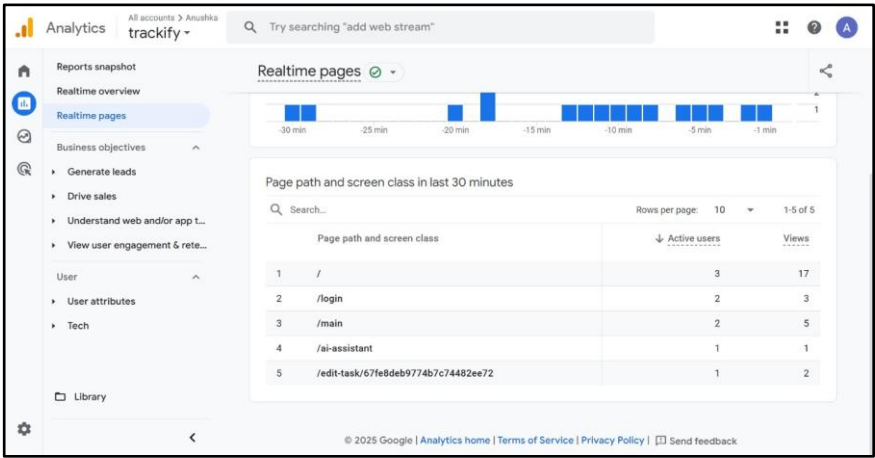 Analytics
All accounts > Anushka
trackify
Try searching "add web stream"
A
Reports snapshot
Realtime overview
Realtime pages
Business objectives
Generate leads
Drive sales
Understand web and/or app t...
View user engagement & rete...
User
User attributes
Tech
Library
Realtime pages
2
1
-30 min -25 min -20 min -15 min -10 min -5 min -1 min
Page path and screen class in last 30 minutes
Search... Rows per page: 10 1-5 of 5
Page path and screen class Active users Views
1 / 3 17
2 /login 2 3
3 /main 2 5
4 /ai-assistant 1 1
5 /edit-task/67fe8deb9774b7c74482ee72 1 2
© 2025 Google | Analytics home | Terms of Service | Privacy Policy | Send feedback